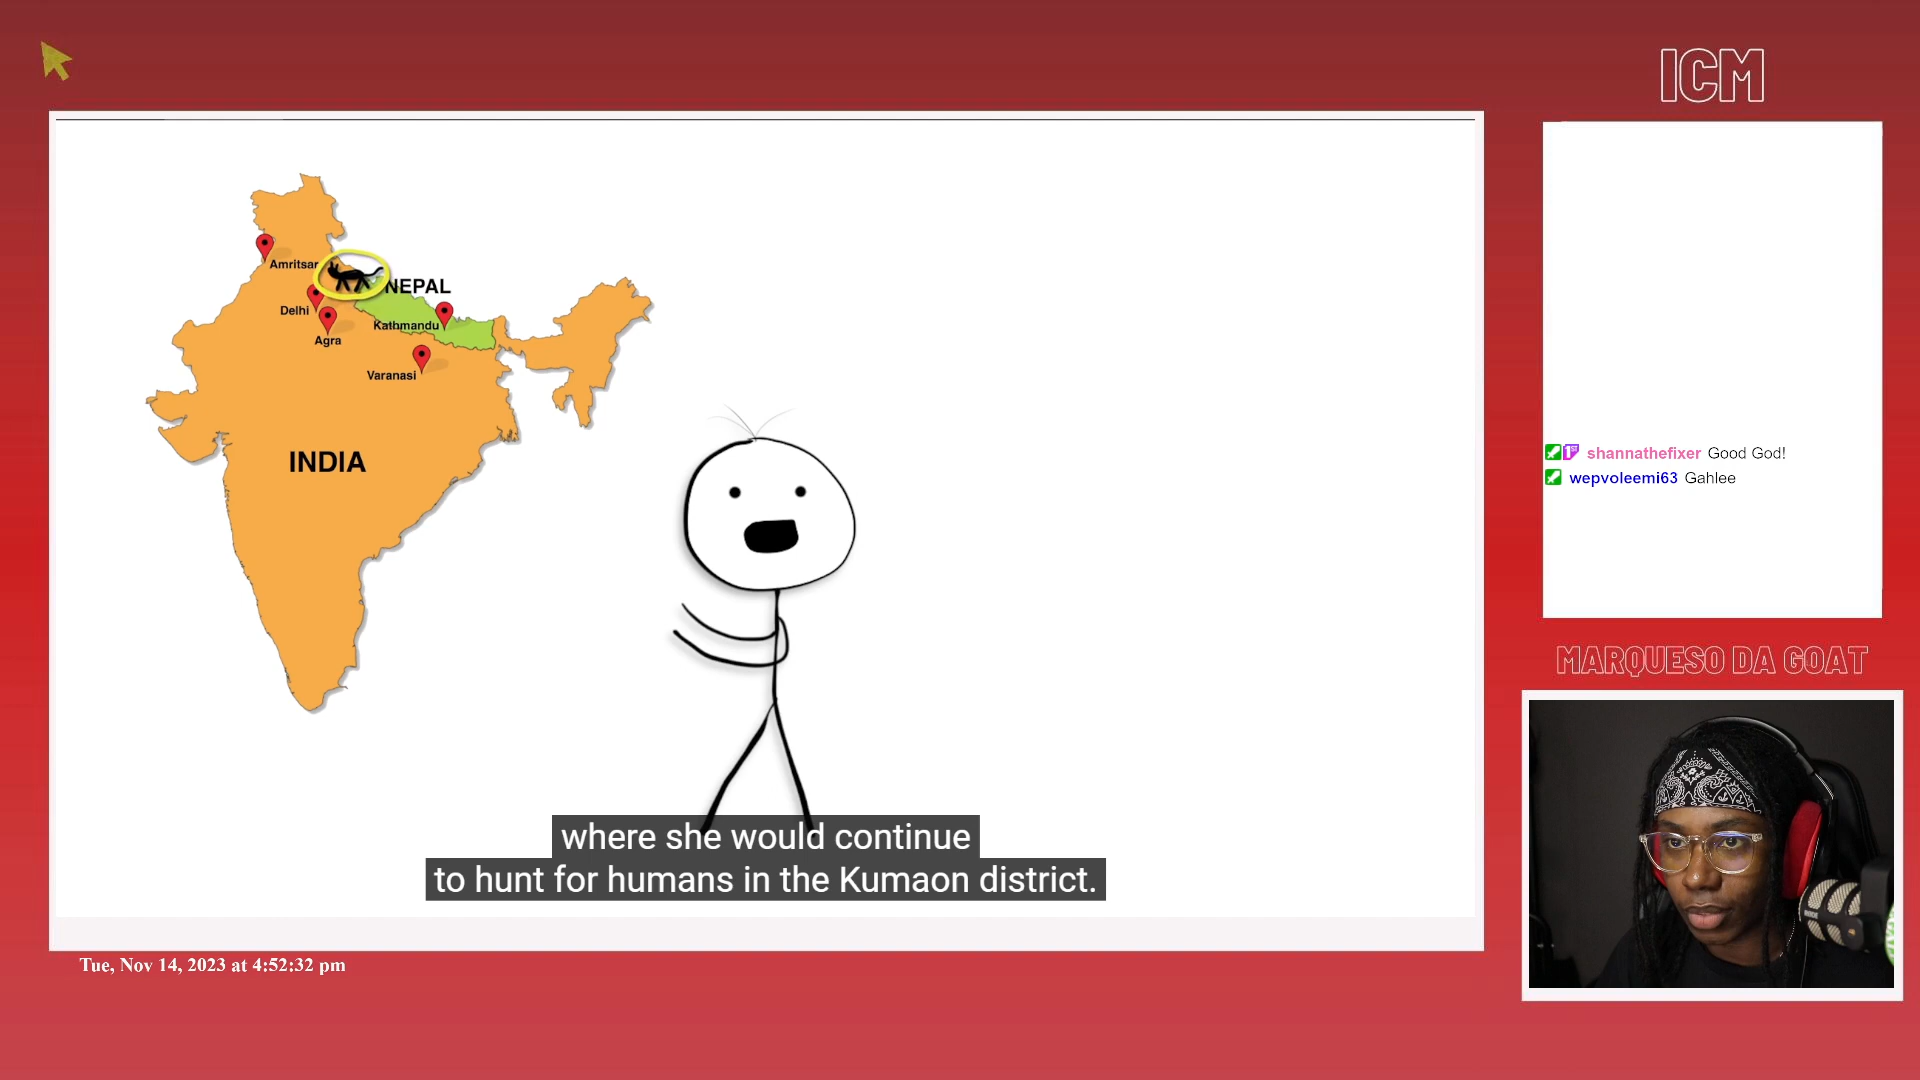 ICM
Amritsar
NEPAL
Delhi
Kathmandu
Agra
Varanasi
INDIA
shannathefixer Good God!
wepvoleemi63 Gahlee
MARQUESO DA GOAT
where she would continue
to hunt for humans in the Kumaon district.
Tue, Nov 14, 2023 at 4:52:32 pm